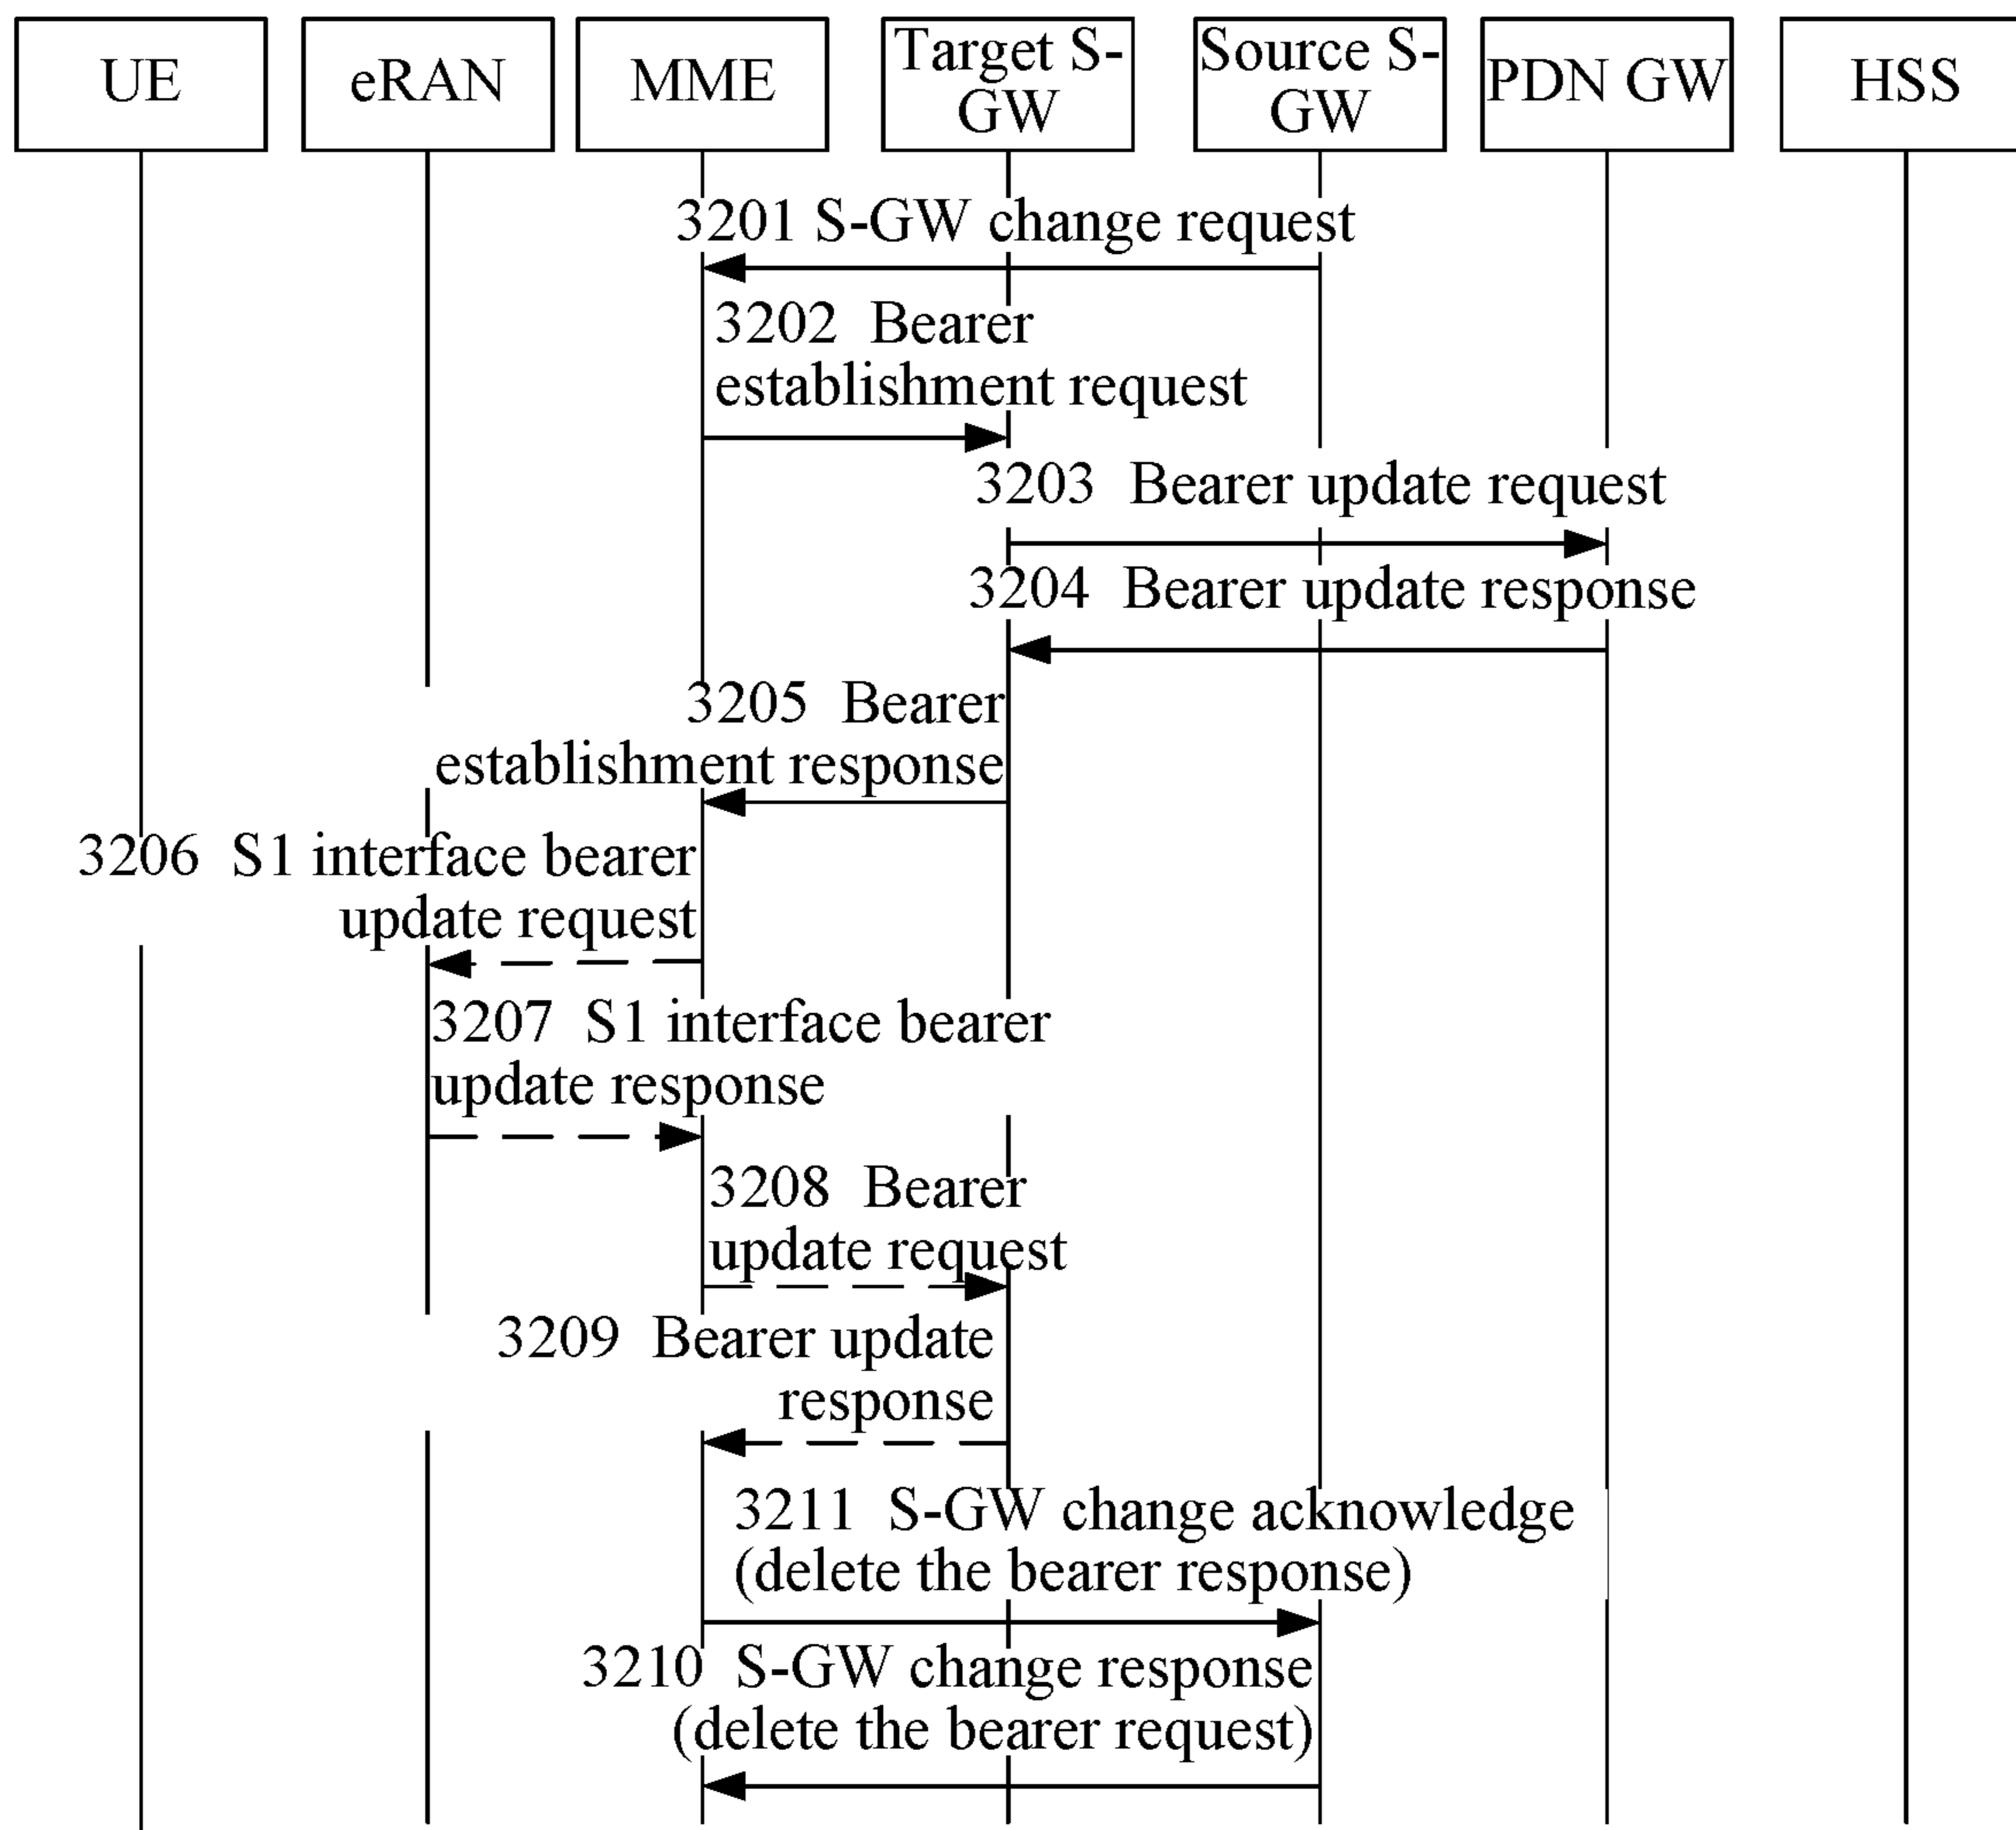 UE
eRAN
MME
Target S-
GW
Source S-
GW
PDN GW
HSS
3201 S-GW change request
3202 Bearer
establishment request
3203 Bearer update request
3204 Bearer update response
3205 Bearer
establishment response
3206 S1 interface bearer
update request
3207 S1 interface bearer
update response
3208 Bearer
update request
3209 Bearer update
response
3211 S-GW change acknowledge
(delete the bearer response)
3210 S-GW change response
(delete the bearer request)